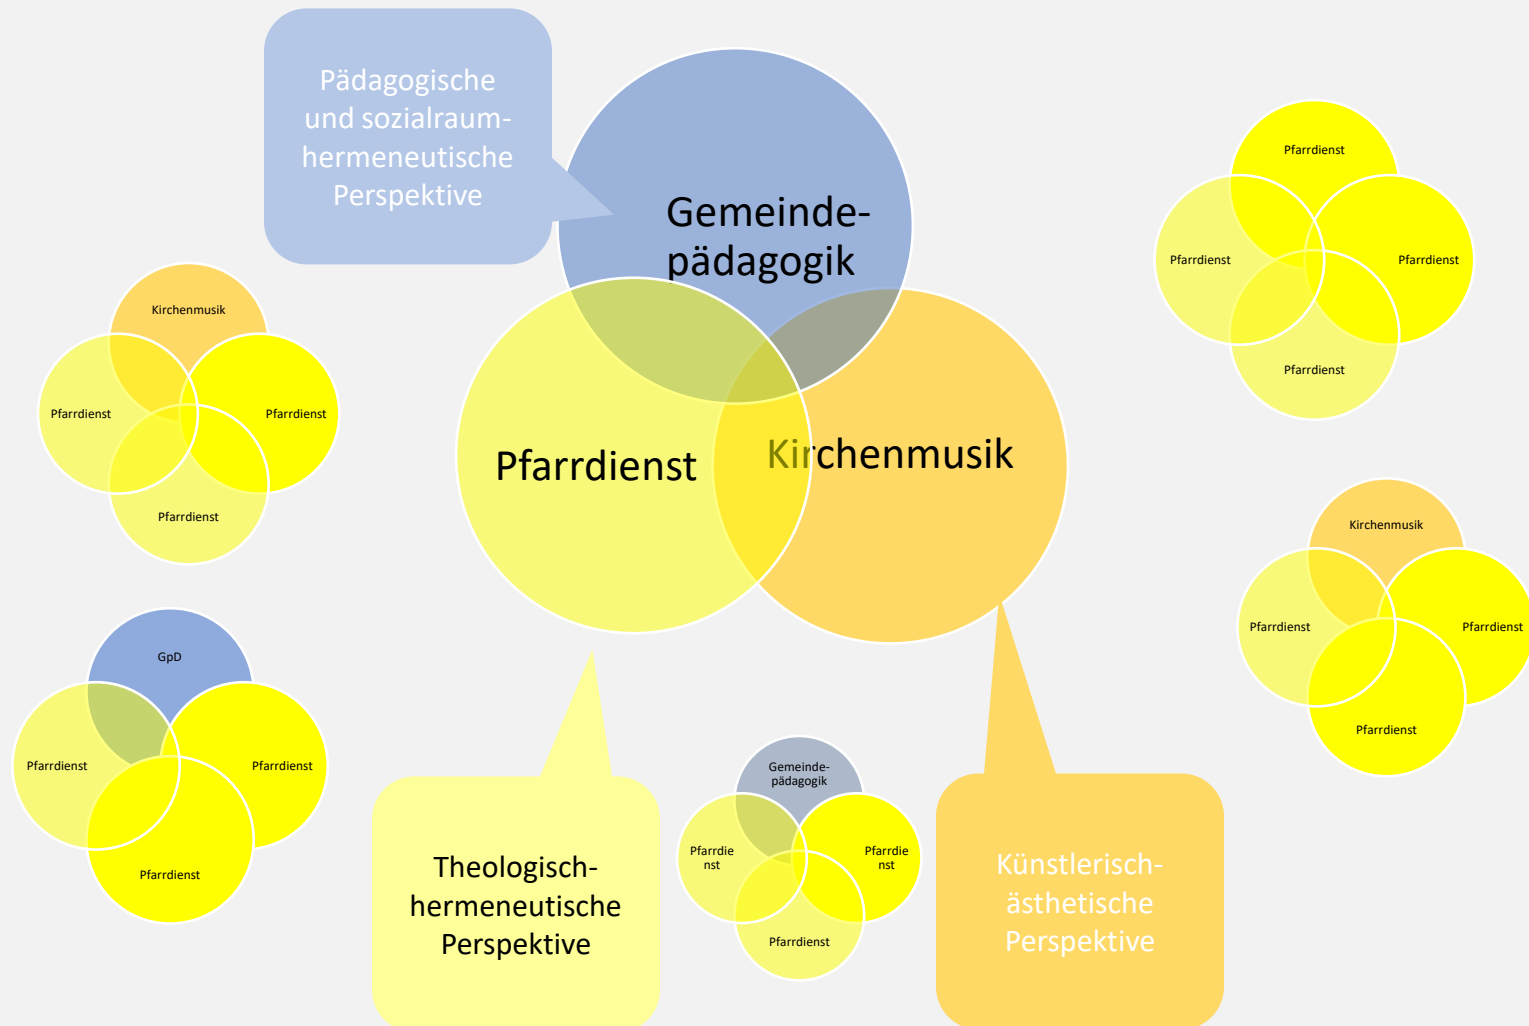 Pädagogische
und sozialraum-
hermeneutische
Perspektive
Gemeinde-
pädagogik
Pfarrdienst
Kirchenmusik
Theologisch-
hermeneutische
Perspektive
Künstlerisch-
ästhetische
Perspektive
Kirchenmusik
Pfarrdienst
Pfarrdienst
Pfarrdienst
GpD
Pfarrdienst
Pfarrdienst
Pfarrdienst
Gemeinde-
pädagogik
Pfarrdie
nst
Pfarrdie
nst
Pfarrdienst
Pfarrdienst
Pfarrdienst
Pfarrdienst
Pfarrdienst
Kirchenmusik
Pfarrdienst
Pfarrdienst
Pfarrdienst